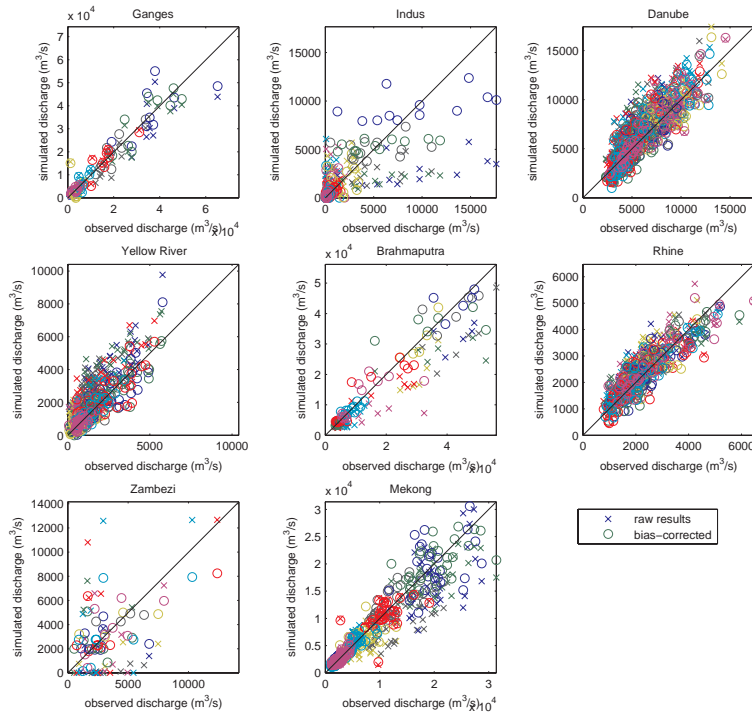 Ganges
x 10^4
7
6
5
4
3
2
1
0
0 2 4 6
x 10^4
simulated discharge (m^3/s)
observed discharge (m^3/s)
Indus
15000
10000
5000
0
0 5000 10000 15000
simulated discharge (m^3/s)
observed discharge (m^3/s)
Danube
15000
10000
5000
0
0 5000 10000 15000
simulated discharge (m^3/s)
observed discharge (m^3/s)
Yellow River
10000
8000
6000
4000
2000
0
0 5000 10000
simulated discharge (m^3/s)
observed discharge (m^3/s)
Brahmaputra
x 10^4
5
4
3
2
1
0
0 2 4
x 10^4
simulated discharge (m^3/s)
observed discharge (m^3/s)
Rhine
6000
5000
4000
3000
2000
1000
0
0 2000 4000 6000
simulated discharge (m^3/s)
observed discharge (m^3/s)
Zambezi
14000
12000
10000
8000
6000
4000
2000
0
0 5000 10000
simulated discharge (m^3/s)
observed discharge (m^3/s)
Mekong
x 10^4
3
2.5
2
1.5
1
0.5
0
0 1 2 3
x 10^4
simulated discharge (m^3/s)
observed discharge (m^3/s)
raw results
bias−corrected